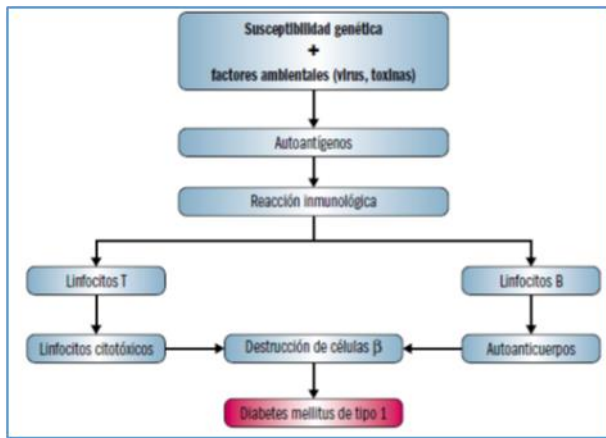 Susceptibilidad genética
+
factores ambientales (virus, toxinas)
Autoantígenos
Reacción inmunológica
Linfocitos T
Linfocitos B
Linfocitos citotóxicos
Destrucción de células β
Autoanticuerpos
Diabetes mellitus de tipo 1